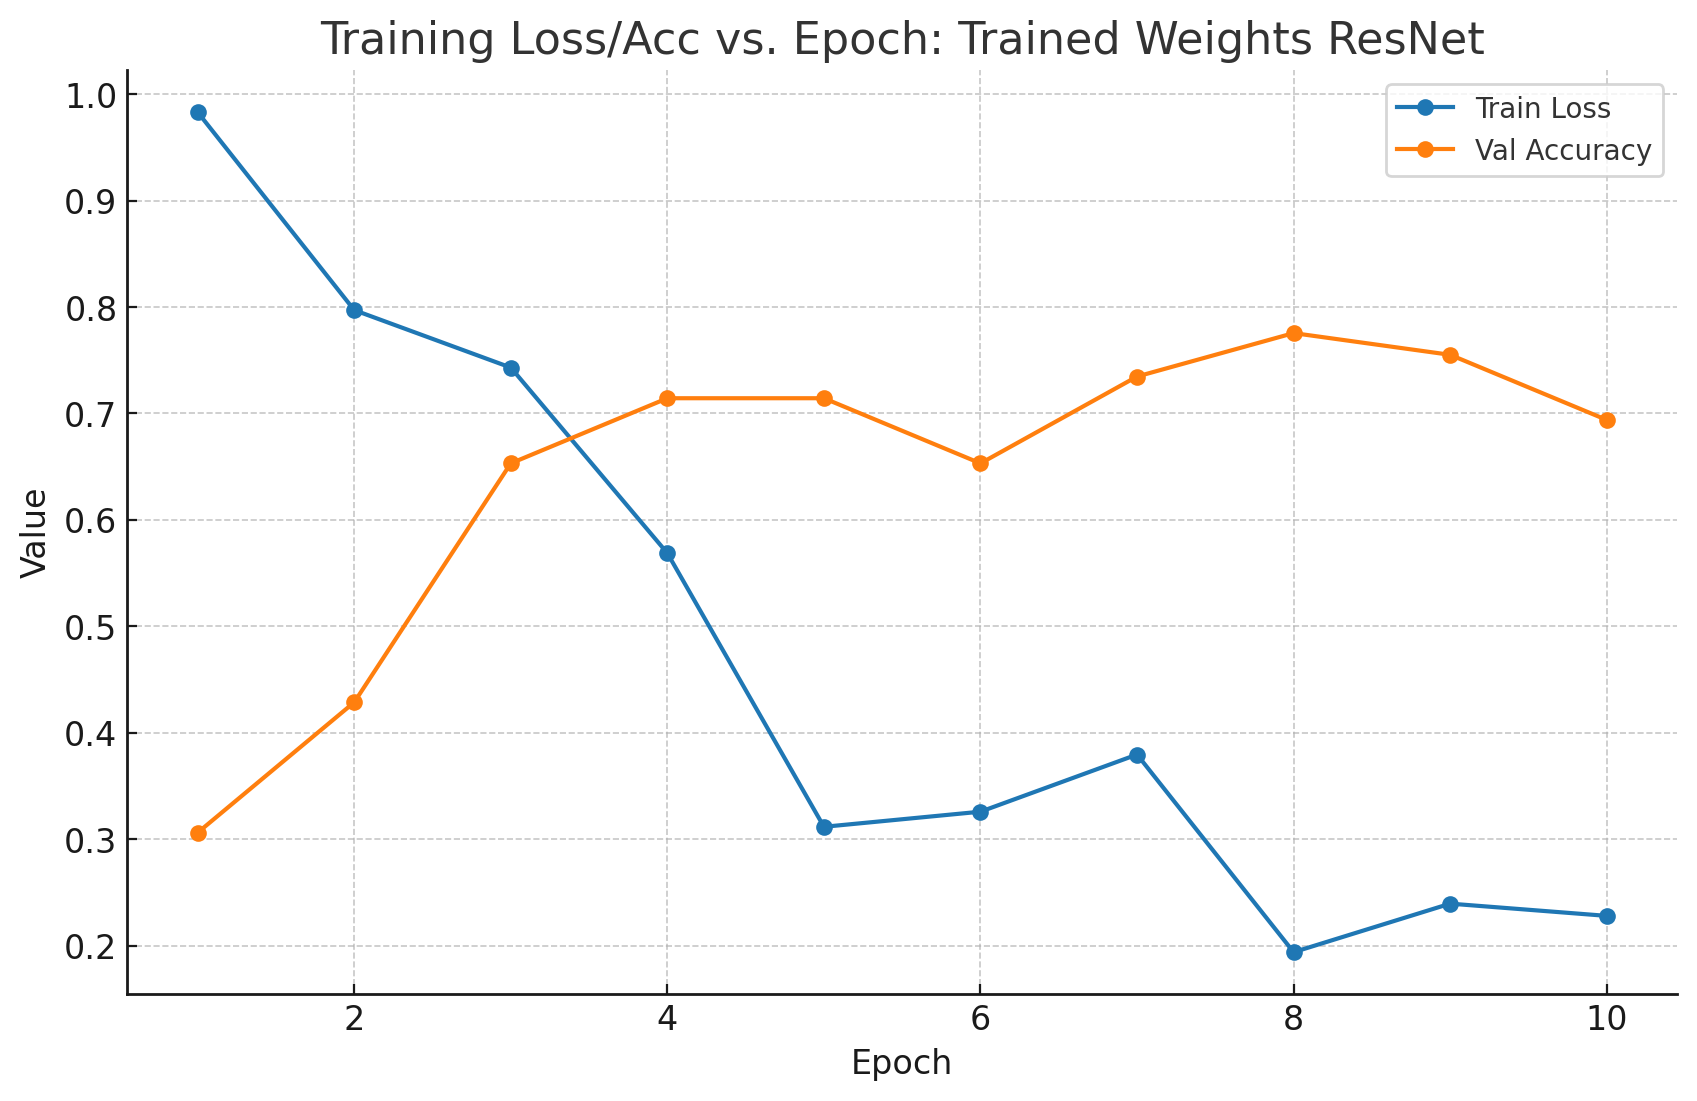 Training Loss/Acc vs. Epoch: Trained Weights ResNet
Train Loss
Val Accuracy
Value
1.0
0.9
0.8
0.7
0.6
0.5
0.4
0.3
0.2
2 4 6 8 10
Epoch